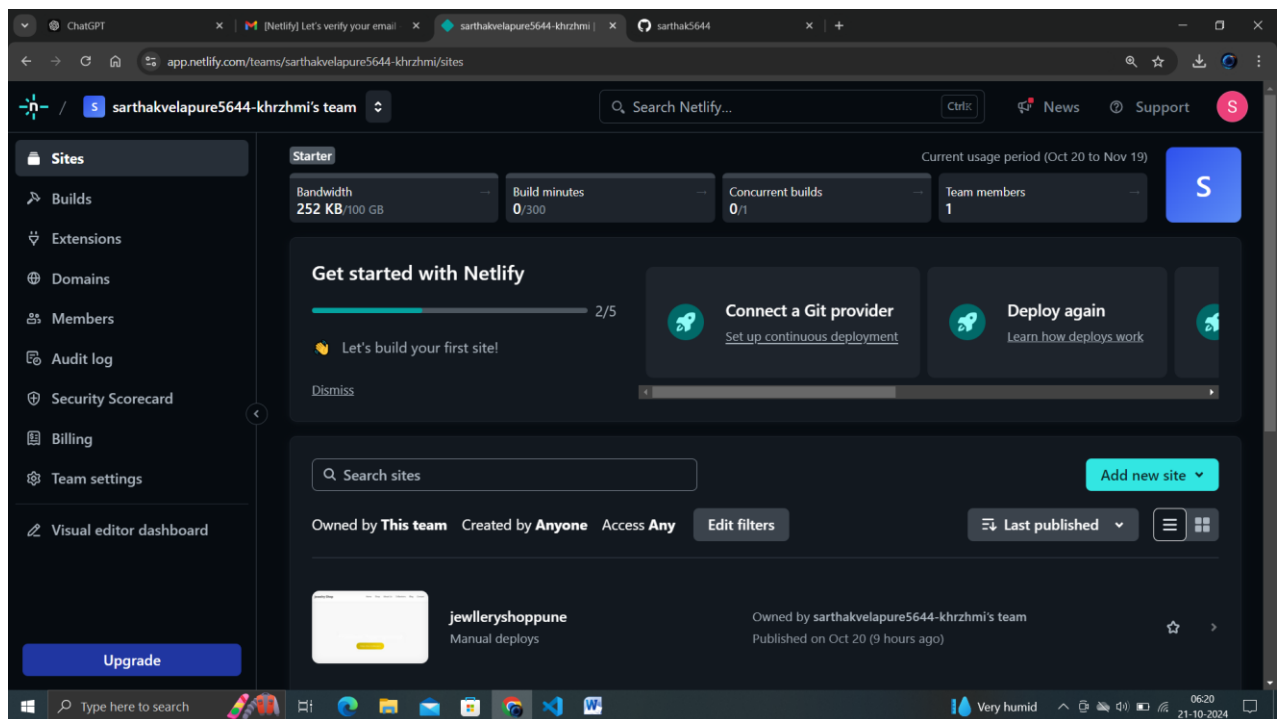 ChatGPT
[Netlify] Let's verify your email
sarthakvelapure5644-khrzhmi |
sarthak5644
app.netlify.com/teams/sarthakvelapure5644-khrzhmi/sites
n / S sarthakvelapure5644-khrzhmi's team
Search Netlify...
Ctrl K
News
Support
S
Sites
Builds
Extensions
Domains
Members
Audit log
Security Scorecard
Billing
Team settings
Visual editor dashboard
Upgrade
Starter
Current usage period (Oct 20 to Nov 19)
Bandwidth
252 KB/100 GB
Build minutes
0/300
Concurrent builds
0/1
Team members
1
S
Get started with Netlify
2/5
👋 Let's build your first site!
Dismiss
Connect a Git provider
Set up continuous deployment
Deploy again
Learn how deploys work
Search sites
Add new site
Owned by This team Created by Anyone Access Any Edit filters
Last published
jewlleryshoppune
Manual deploys
Owned by sarthakvelapure5644-khrzhmi's team
Published on Oct 20 (9 hours ago)
Type here to search
Very humid
06:20
21-10-2024